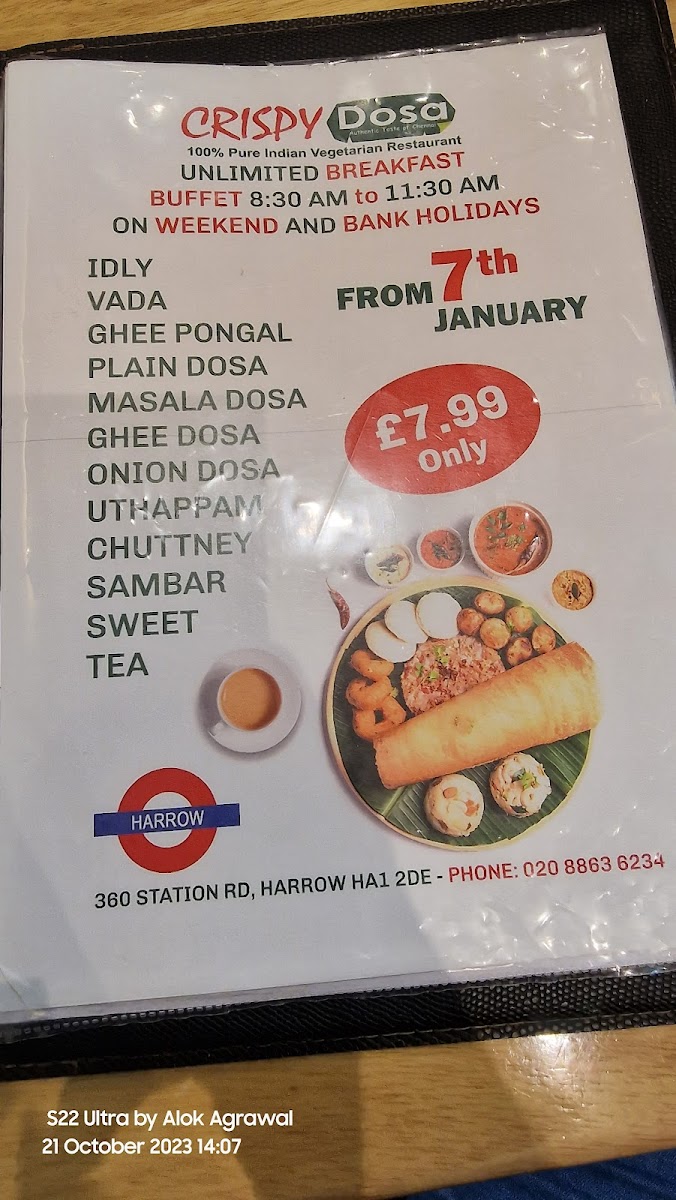 CRISPY Dosa
Authentic Taste of Chennai
100% Pure Indian Vegetarian Restaurant
UNLIMITED BREAKFAST
BUFFET 8:30 AM to 11:30 AM
ON WEEKEND AND BANK HOLIDAYS
IDLY
VADA
GHEE PONGAL
PLAIN DOSA
MASALA DOSA
GHEE DOSA
ONION DOSA
UTHAPPAM
CHUTTNEY
SAMBAR
SWEET
TEA
FROM 7th
JANUARY
£7.99
Only
HARROW
360 STATION RD, HARROW HA1 2DE - PHONE: 020 8863 6234
S22 Ultra by Alok Agrawal
21 October 2023 14:07